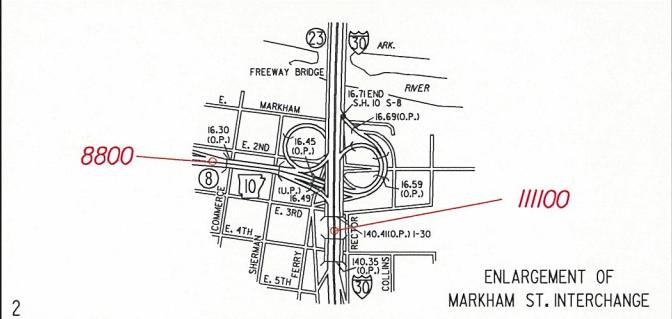 23
30
ARK.
FREEWAY BRIDGE
RIVER
16.71 END
S.H. 10 S-8
E.
MARKHAM
16.69(O.P.)
16.30
(O.P.)
E. 2ND
16.45
(O.P.)
8800
8
10
(U.P.)
16.49
16.59
(O.P.)
111100
COMMERCE
E. 3RD
E. 4TH
RECTOR
140.41(O.P.) I-30
SHERMAN
FERRY
140.35
(O.P.)
COLLINS
E. 5TH
30
ENLARGEMENT OF
MARKHAM ST. INTERCHANGE
2